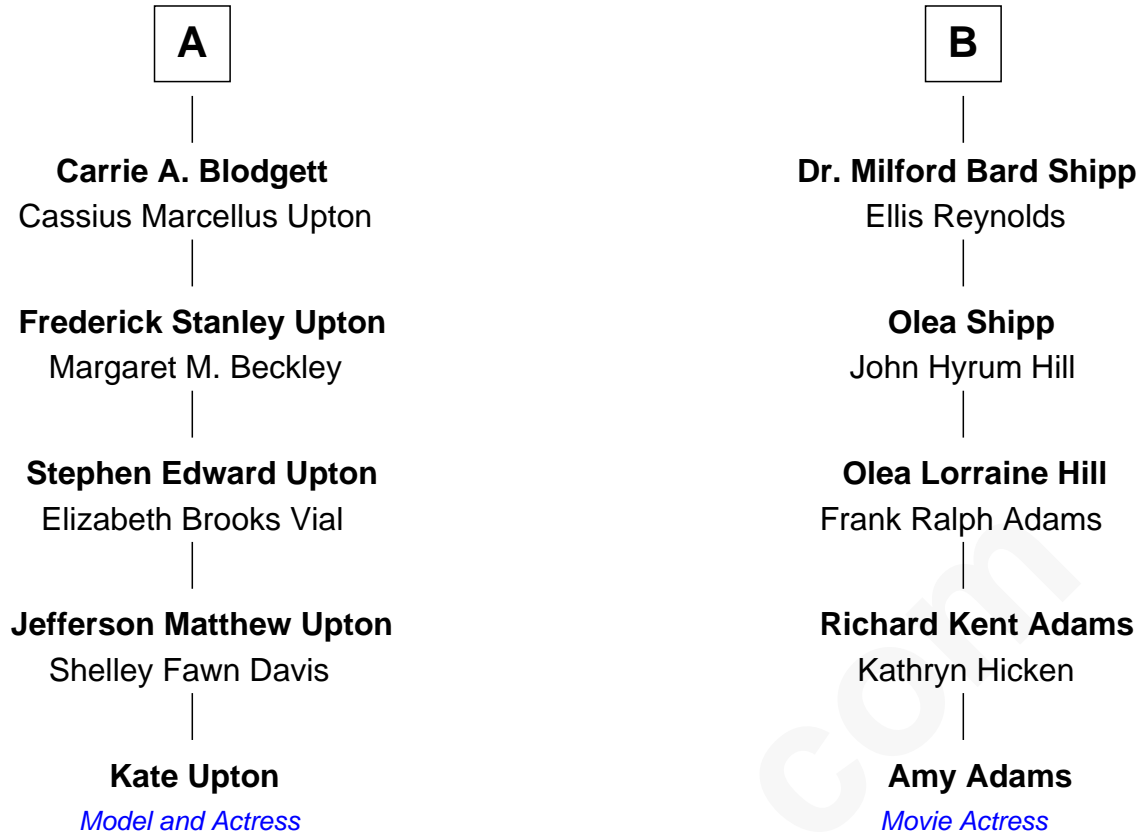 A
Carrie A. Blodgett
Cassius Marcellus Upton
Frederick Stanley Upton
Margaret M. Beckley
Stephen Edward Upton
Elizabeth Brooks Vial
Jefferson Matthew Upton
Shelley Fawn Davis
Kate Upton
Model and Actress
B
Dr. Milford Bard Shipp
Ellis Reynolds
Olea Shipp
John Hyrum Hill
Olea Lorraine Hill
Frank Ralph Adams
Richard Kent Adams
Kathryn Hicken
Amy Adams
Movie Actress
com